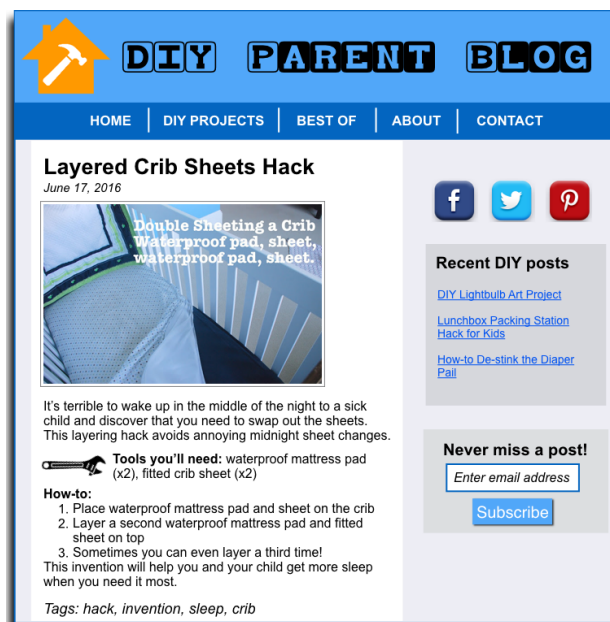 DIY PARENT BLOG
HOME
DIY PROJECTS
BEST OF
ABOUT
CONTACT
Layered Crib Sheets Hack
June 17, 2016
Double Sheeting a Crib
Waterproof pad, sheet,
waterproof pad, sheet.
It's terrible to wake up in the middle of the night to a sick
child and discover that you need to swap out the sheets.
This layering hack avoids annoying midnight sheet changes.
Tools you'll need: waterproof mattress pad
(x2), fitted crib sheet (x2)
How-to:
1. Place waterproof mattress pad and sheet on the crib
2. Layer a second waterproof mattress pad and fitted
sheet on top
3. Sometimes you can even layer a third time!
This invention will help you and your child get more sleep
when you need it most.
Tags: hack, invention, sleep, crib
Recent DIY posts
DIY Lightbulb Art Project
Lunchbox Packing Station
Hack for Kids
How-to De-stink the Diaper
Pail
Never miss a post!
Enter email address
Subscribe